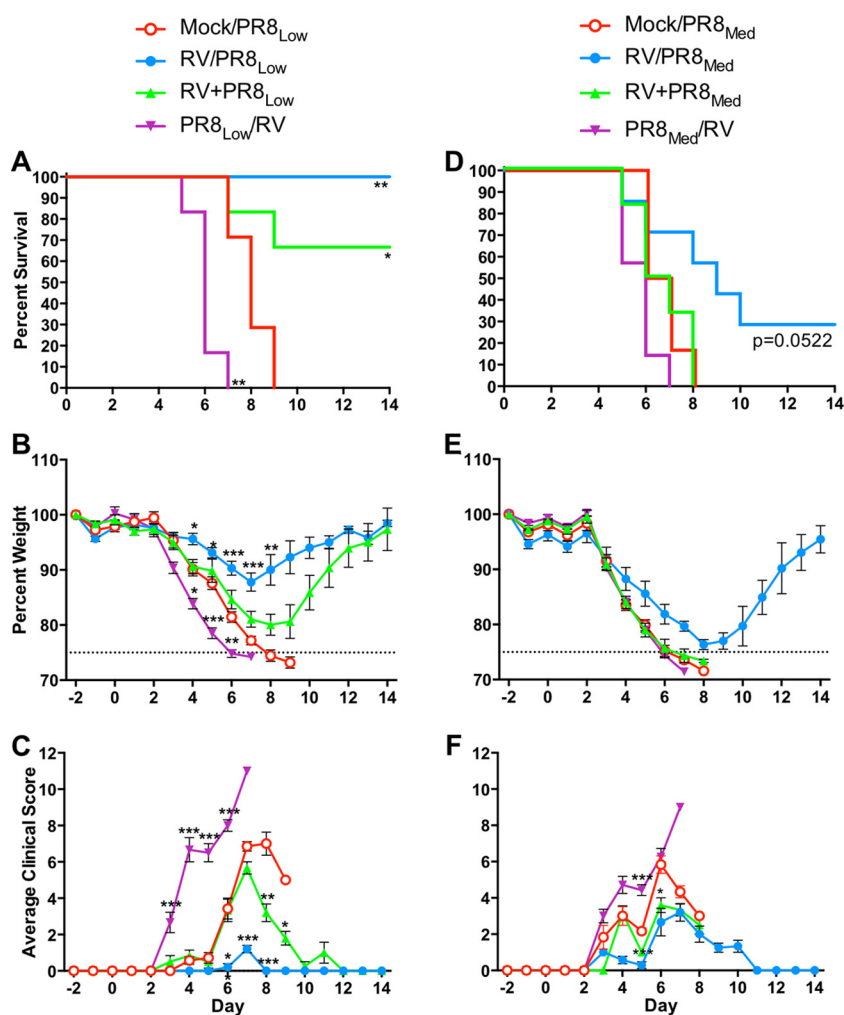 Mock/PR8Low
RV/PR8Low
RV+PR8Low
PR8Low/RV
Mock/PR8Med
RV/PR8Med
RV+PR8Med
PR8Med/RV
A
Percent Survival
100
90
80
70
60
50
40
30
20
10
0
**
*
**
0 2 4 6 8 10 12 14
D
100
90
80
70
60
50
40
30
20
10
0
p=0.0522
0 2 4 6 8 10 12 14
B
Percent Weight
110
100
90
80
70
* * *** *** **
* *** **
-2 0 2 4 6 8 10 12 14
E
110
100
90
80
70
-2 0 2 4 6 8 10 12 14
C
Average Clinical Score
12
10
8
6
4
2
0
*** *** *** ***
** *
* *** ***
*
-2 0 2 4 6 8 10 12 14
Day
F
12
10
8
6
4
2
0
***
*
***
-2 0 2 4 6 8 10 12 14
Day